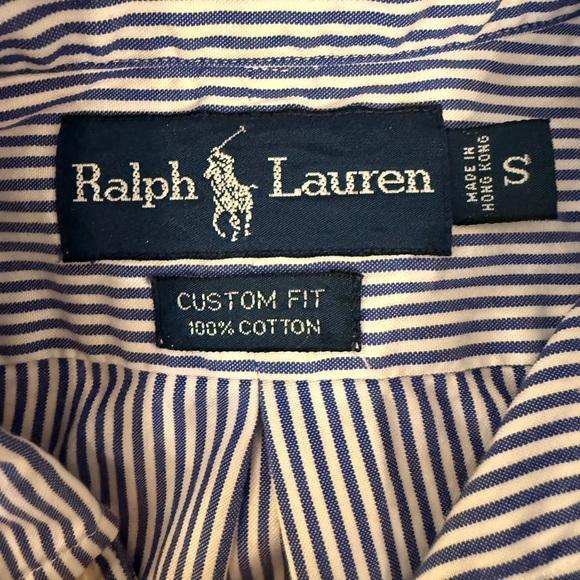 Ralph Lauren
MADE IN
HONG KONG
S
CUSTOM FIT
100% COTTON